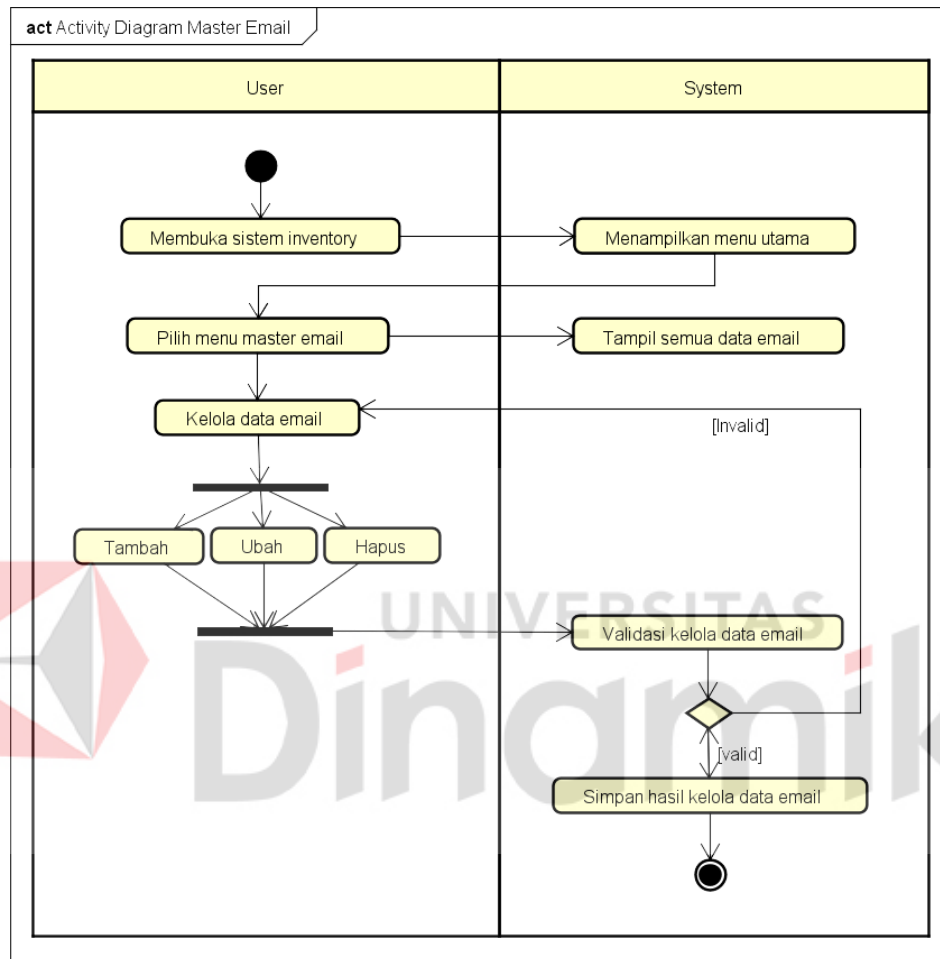 act Activity Diagram Master Email
User
System
Membuka sistem inventory
Menampilkan menu utama
Pilih menu master email
Tampil semua data email
Kelola data email
[Invalid]
Tambah
Ubah
Hapus
UNIVERSITAS
Validasi kelola data email
Dinamik
[valid]
Simpan hasil kelola data email